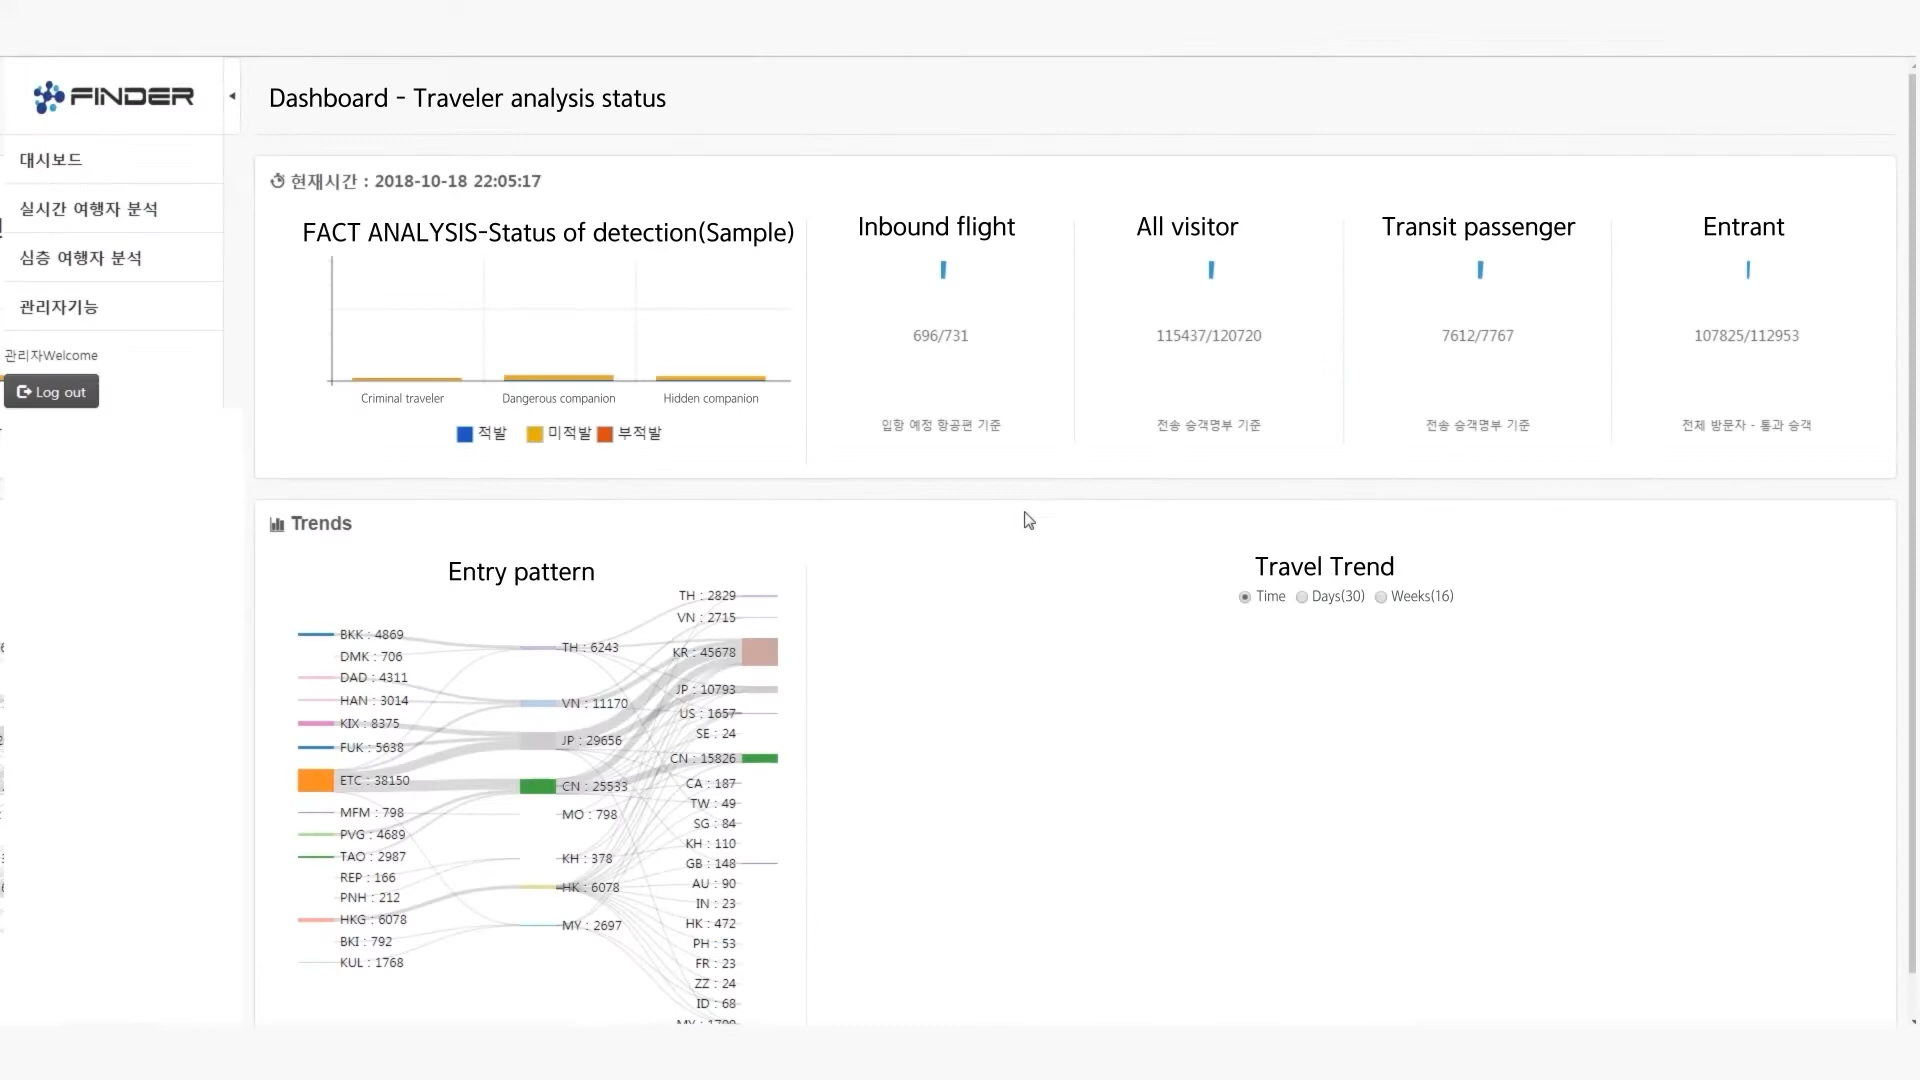 FINDER
Dashboard - Traveler analysis status
대시보드
실시간 여행자 분석
심층 여행자 분석
관리자기능
관리자Welcome
Log out
현재시간 : 2018-10-18 22:05:17
FACT ANALYSIS-Status of detection(Sample)
Criminal traveler
Dangerous companion
Hidden companion
적발
미적발
부적발
Inbound flight
696/731
입항 예정 항공편 기준
All visitor
115437/120720
전송 승객명부 기준
Transit passenger
7612/7767
전송 승객명부 기준
Entrant
107825/112953
전체 방문자 - 통과 승객
Trends
Entry pattern
BKK : 4869
DMK : 706
DAD : 4311
HAN : 3014
KIX : 8375
FUK : 5638
ETC : 38150
MFM : 798
PVG : 4689
TAO : 2987
REP : 166
PNH : 212
HKG : 6078
BKI : 792
KUL : 1768
TH : 6243
VN : 11170
JP : 29656
CN : 25533
MO : 798
KH : 378
HK : 6078
MY : 2697
TH : 2829
VN : 2715
KR : 45678
JP : 10793
US : 1657
SE : 24
CN : 15826
CA : 187
TW : 49
SG : 84
KH : 110
GB : 148
AU : 90
IN : 23
HK : 472
PH : 53
FR : 23
ZZ : 24
ID : 68
Travel Trend
Time
Days(30)
Weeks(16)